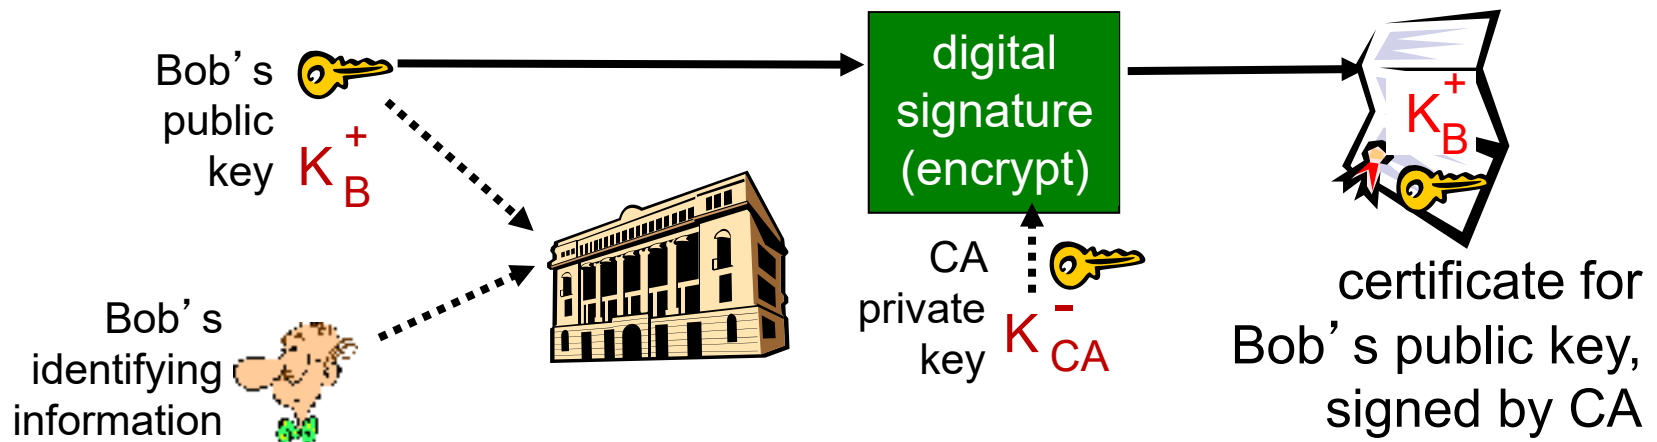 Bob’s
public
key
K
+
B
Bob’s
identifying
information
digital
signature
(encrypt)
CA
private
key
K
-
CA
K
+
B
certificate for
Bob’s public key,
signed by CA